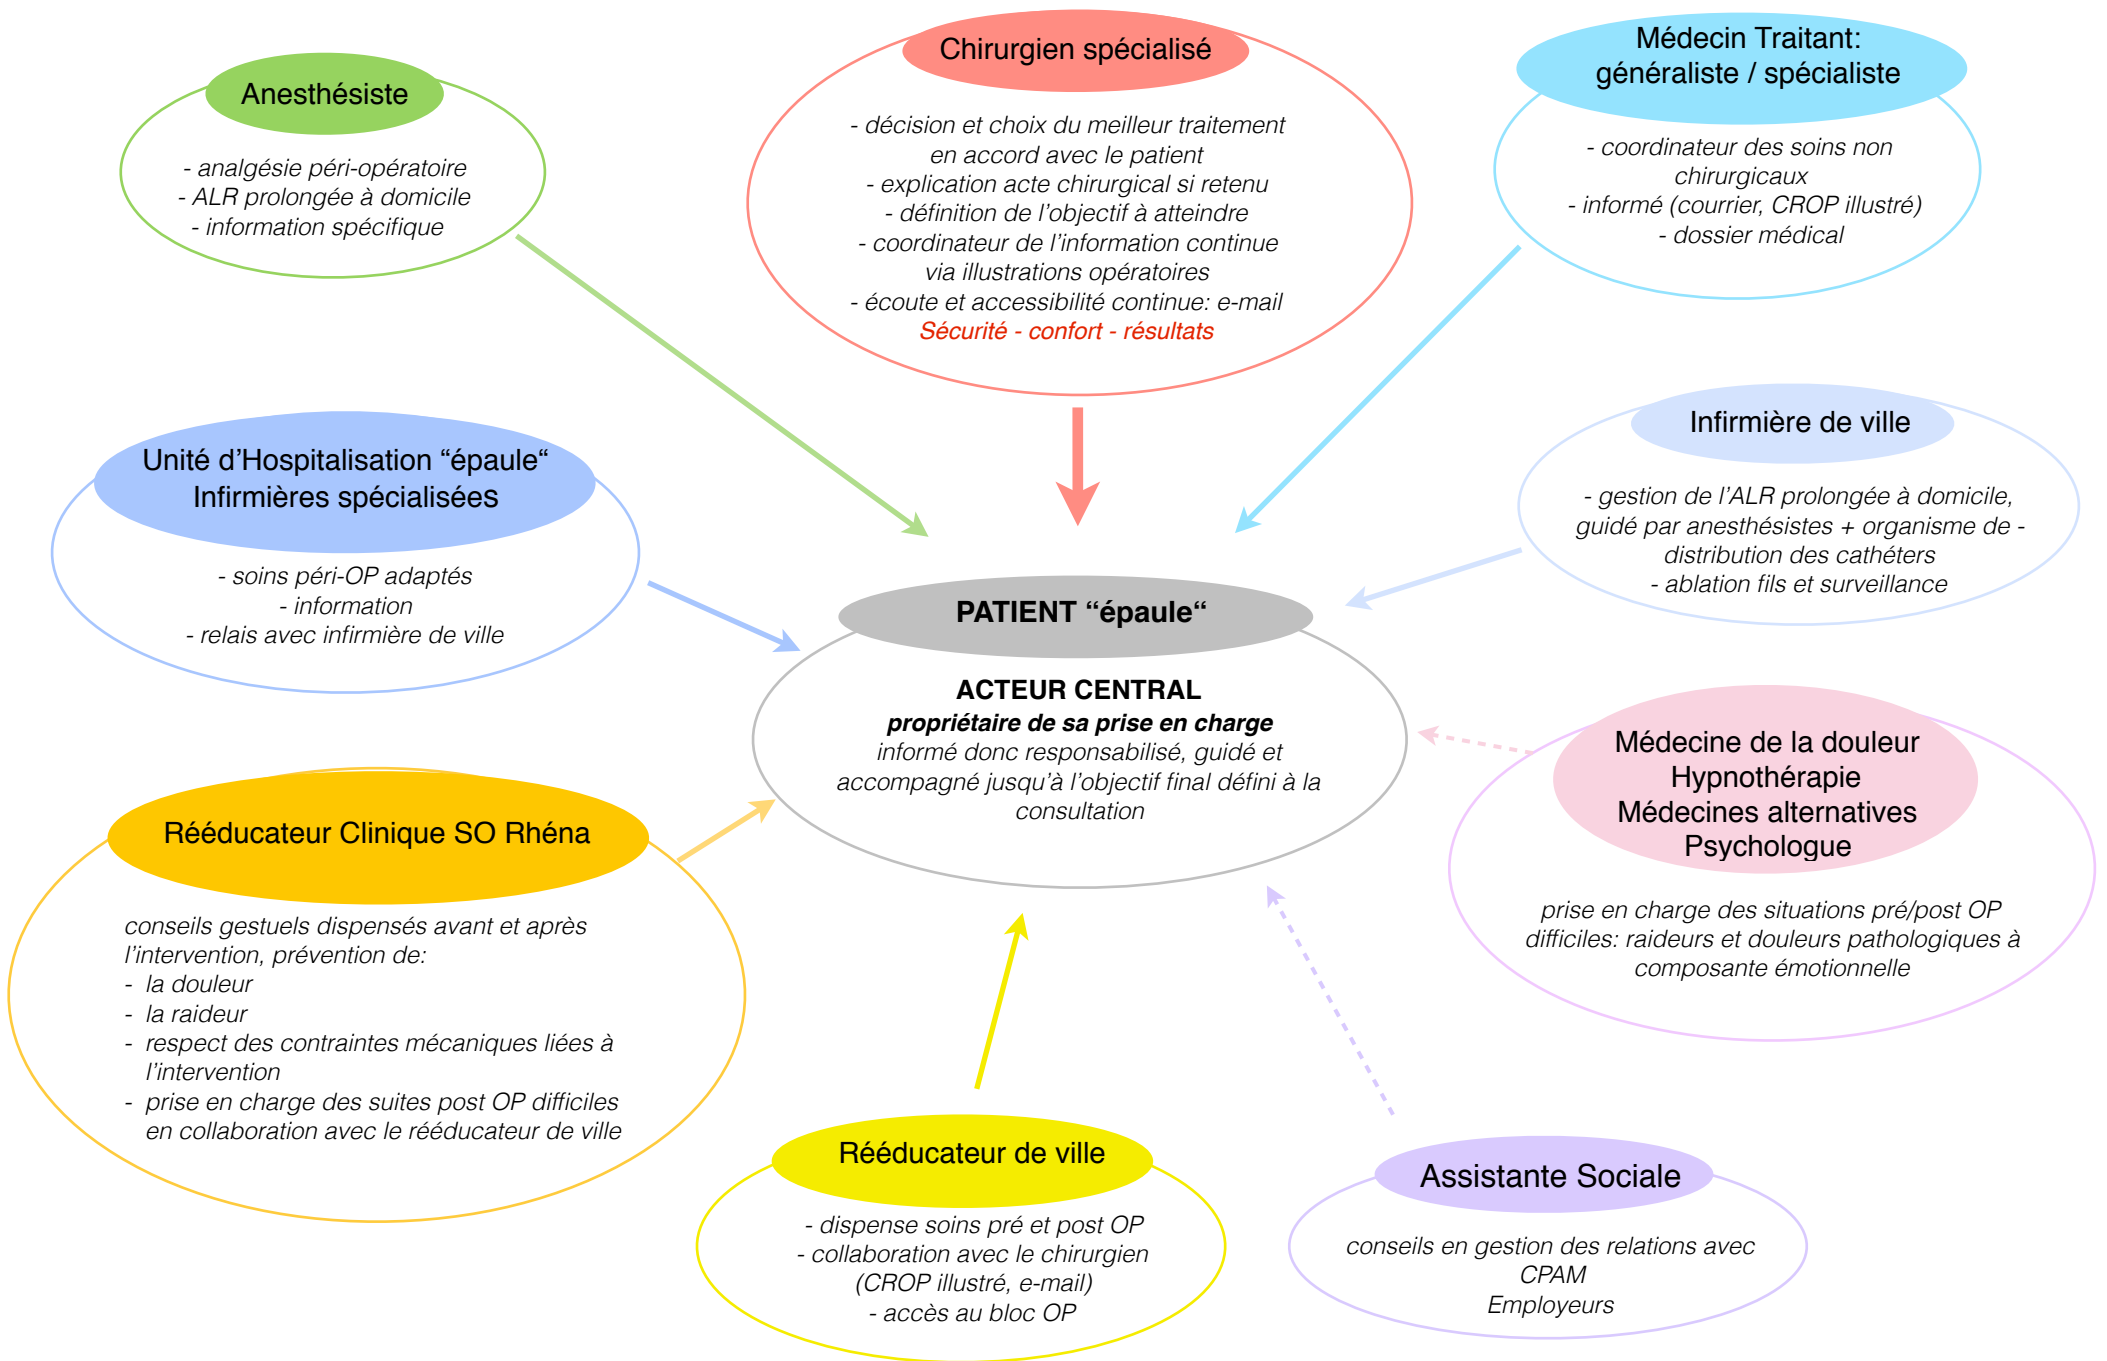 Anesthésiste
- analgésie péri-opératoire
- ALR prolongée à domicile
- information spécifique
Chirurgien spécialisé
- décision et choix du meilleur traitement
en accord avec le patient
- explication acte chirurgical si retenu
- définition de l’objectif à atteindre
- coordinateur de l’information continue
via illustrations opératoires
- écoute et accessibilité continue: e-mail
Sécurité - confort - résultats
Médecin Traitant:
généraliste / spécialiste
- coordinateur des soins non
chirurgicaux
- informé (courrier, CROP illustré)
- dossier médical
Unité d’Hospitalisation “épaule“
Infirmières spécialisées
- soins péri-OP adaptés
- information
- relais avec infirmière de ville
Infirmière de ville
- gestion de l’ALR prolongée à domicile,
guidé par anesthésistes + organisme de -
distribution des cathéters
- ablation fils et surveillance
PATIENT “épaule“
ACTEUR CENTRAL
propriétaire de sa prise en charge
informé donc responsabilisé, guidé et
accompagné jusqu’à l’objectif final défini à la
consultation
Médecine de la douleur
Hypnothérapie
Médecines alternatives
Psychologue
prise en charge des situations pré/post OP
difficiles: raideurs et douleurs pathologiques à
composante émotionnelle
Rééducateur Clinique SO Rhéna
conseils gestuels dispensés avant et après
l’intervention, prévention de:
- la douleur
- la raideur
- respect des contraintes mécaniques liées à
l’intervention
- prise en charge des suites post OP difficiles
en collaboration avec le rééducateur de ville
Rééducateur de ville
- dispense soins pré et post OP
- collaboration avec le chirurgien
(CROP illustré, e-mail)
- accès au bloc OP
Assistante Sociale
conseils en gestion des relations avec
CPAM
Employeurs